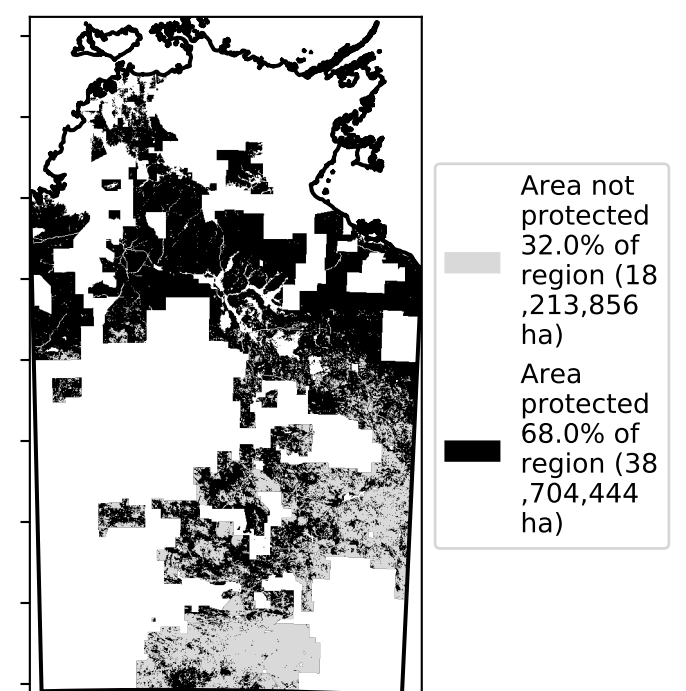 Area not
protected
32.0% of
region (18
,213,856
ha)
Area
protected
68.0% of
region (38
,704,444
ha)